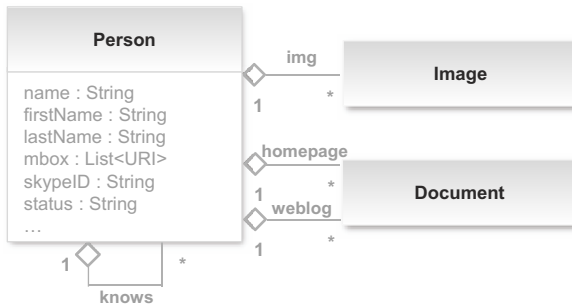 Person
name : String
firstName : String
lastName : String
mbox : List<URI>
skypeID : String
status : String
...
img
1
*
Image
homepage
1
*
weblog
1
*
Document
1
*
knows